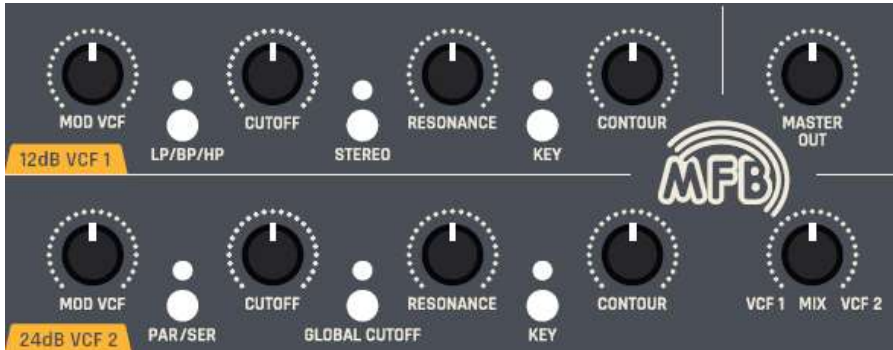 MOD VCF
CUTOFF
RESONANCE
CONTOUR
MASTER
OUT
12dB VCF 1
LP/BP/HP
STEREO
KEY
MFB
MOD VCF
CUTOFF
RESONANCE
CONTOUR
VCF 1 MIX VCF 2
24dB VCF 2
PAR/SER
GLOBAL CUTOFF
KEY